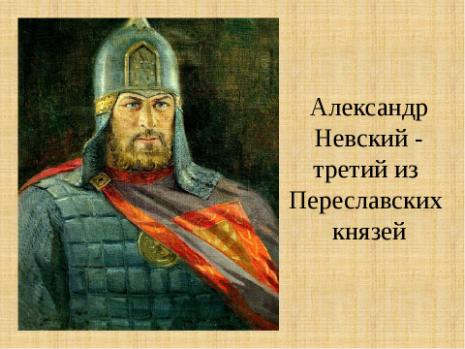 Александр
Невский -
третий из
Переславских
князей